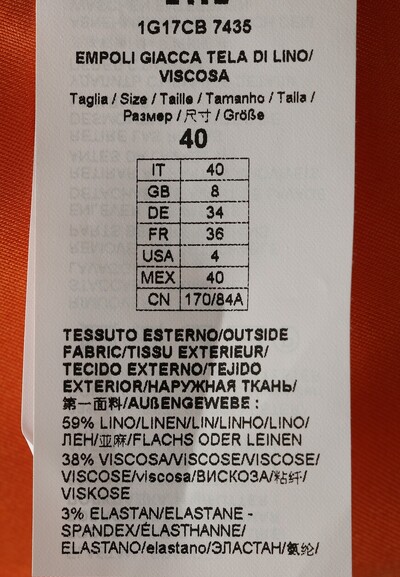 1G17CB 7435
EMPOLI GIACCA TELA DI LINO/
VISCOSA
Taglia / Size / Taille / Tamanho / Talla /
Размер / 尺寸 / Größe
40
IT 40
GB 8
DE 34
FR 36
USA 4
MEX 40
CN 170/84A
TESSUTO ESTERNO/OUTSIDE
FABRIC/TISSU EXTERIEUR/
TECIDO EXTERNO/TEJIDO
EXTERIOR/НАРУЖНАЯ ТКАНЬ/
第一面料/AUßENGEWEBE :
59% LINO/LINEN/LIN/LINHO/LINO/
ЛЕН/亚麻/FLACHS ODER LEINEN
38% VISCOSA/VISCOSE/VISCOSE/
VISCOSE/viscosa/ВИСКОЗА/粘纤/
VISKOSE
3% ELASTAN/ELASTANE -
SPANDEX/ÉLASTHANNE/
ELASTANO/elastano/ЭЛАСТАН/氨纶/